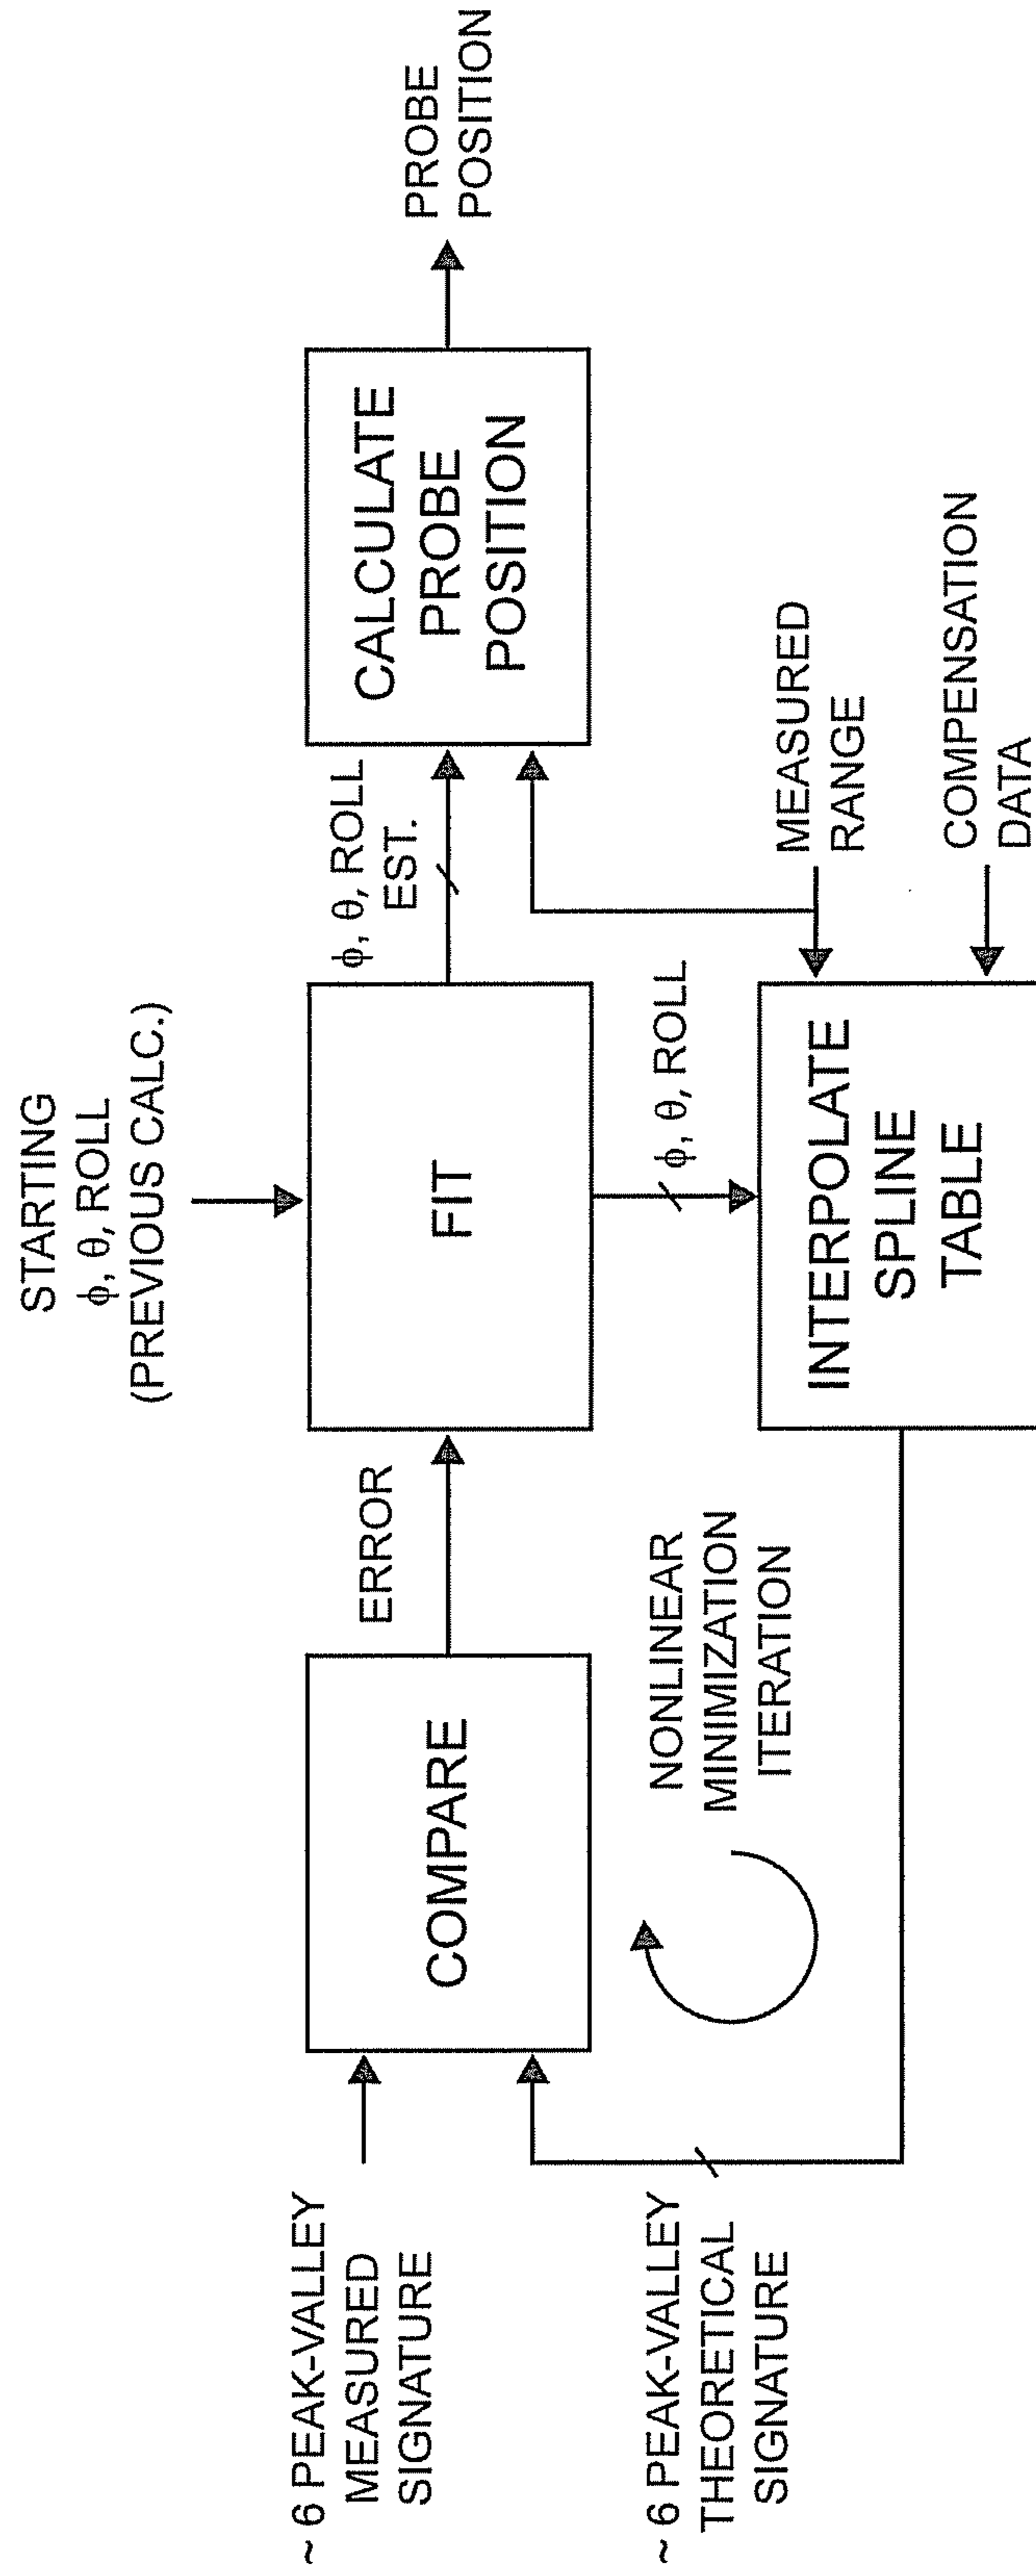 STARTING
ϕ, θ, ROLL
(PREVIOUS CALC.)
~ 6 PEAK-VALLEY
MEASURED
SIGNATURE
COMPARE
ERROR
FIT
ϕ, θ, ROLL
EST.
CALCULATE
PROBE
POSITION
PROBE
POSITION
~ 6 PEAK-VALLEY
THEORETICAL
SIGNATURE
NONLINEAR
MINIMIZATION
ITERATION
ϕ, θ, ROLL
INTERPOLATE
SPLINE
TABLE
MEASURED
RANGE
COMPENSATION
DATA